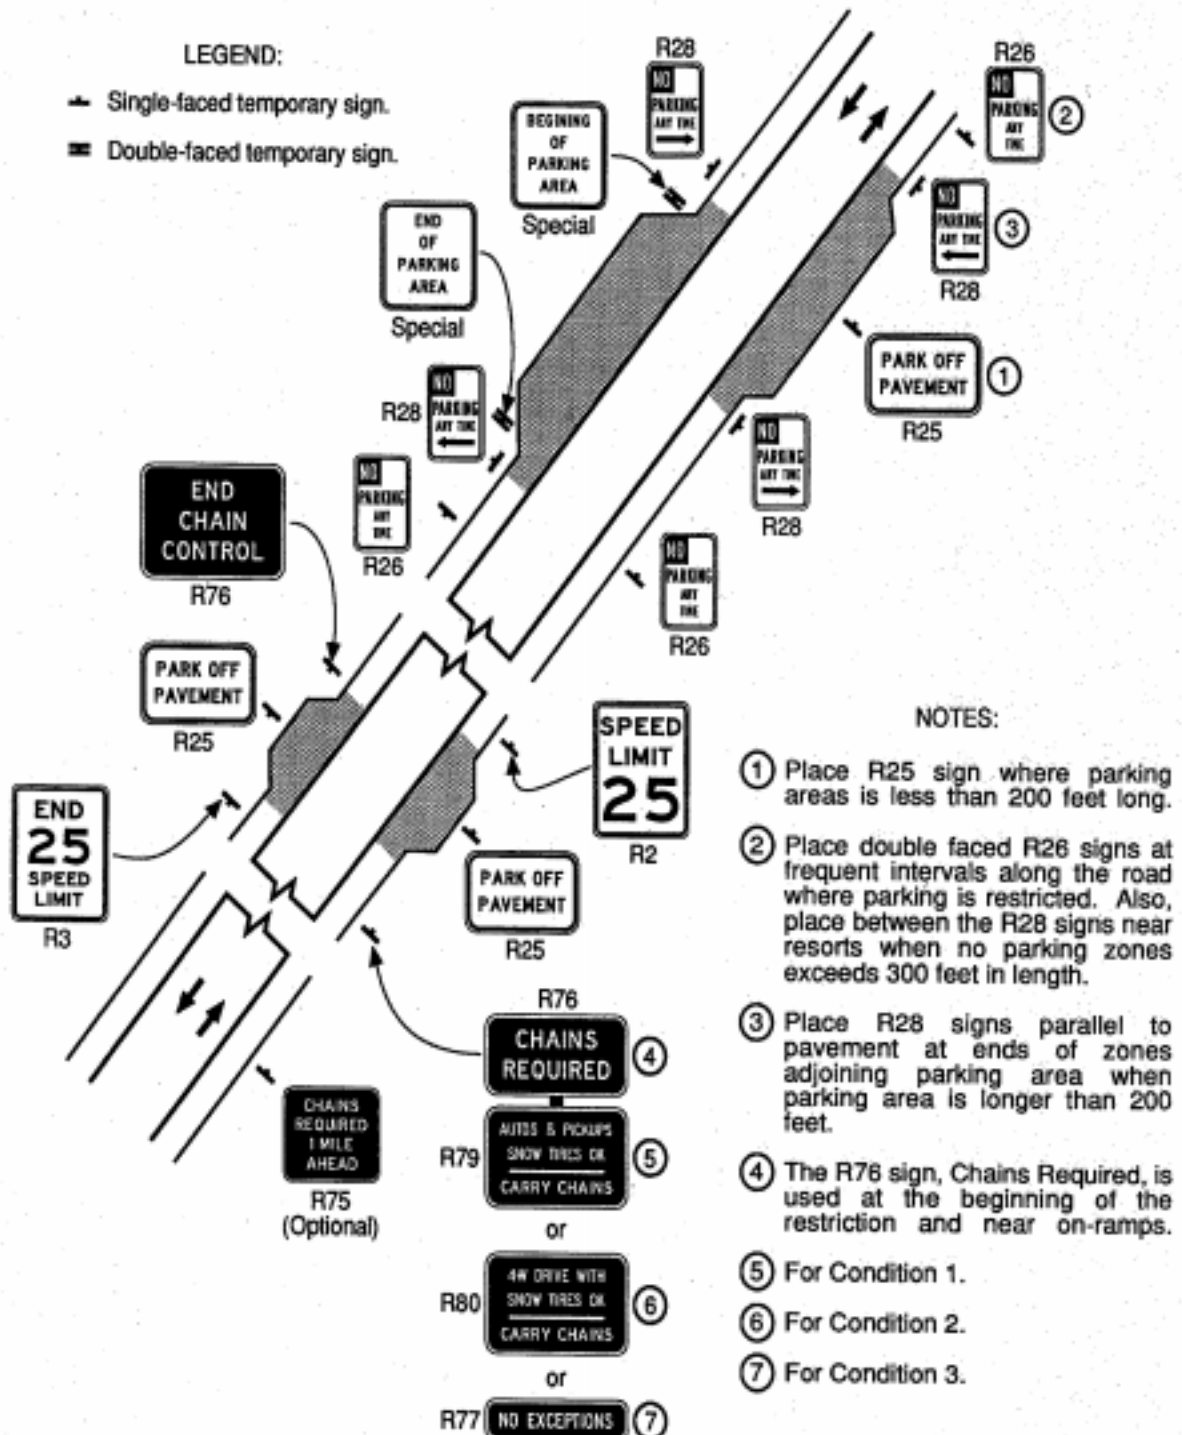 LEGEND:
Single-faced temporary sign.
Double-faced temporary sign.
R28
NO
PARKING
ANY TIME
BEGINING
OF
PARKING
AREA
Special
R26
NO
PARKING
ANY
TIME
2
NO
PARKING
ANY TIME
3
R28
END
OF
PARKING
AREA
Special
PARK OFF
PAVEMENT
1
R25
R28
NO
PARKING
ANY TIME
NO
PARKING
ANY TIME
R28
NO
PARKING
ANY
TIME
R26
END
CHAIN
CONTROL
R76
NO
PARKING
ANY
TIME
R26
PARK OFF
PAVEMENT
R25
SPEED
LIMIT
25
R2
END
25
SPEED
LIMIT
R3
PARK OFF
PAVEMENT
R25
R76
CHAINS
REQUIRED
4
CHAINS
REQUIRED
1 MILE
AHEAD
R75
(Optional)
R79
AUTOS & PICKUPS
SNOW TIRES OK
CARRY CHAINS
5
or
R80
4W DRIVE WITH
SNOW TIRES OK
CARRY CHAINS
6
or
R77
NO EXCEPTIONS
7
NOTES:
1 Place R25 sign where parking
areas is less than 200 feet long.
2 Place double faced R26 signs at
frequent intervals along the road
where parking is restricted. Also,
place between the R28 signs near
resorts when no parking zones
exceeds 300 feet in length.
3 Place R28 signs parallel to
pavement at ends of zones
adjoining parking area when
parking area is longer than 200
feet.
4 The R76 sign, Chains Required, is
used at the beginning of the
restriction and near on-ramps.
5 For Condition 1.
6 For Condition 2.
7 For Condition 3.